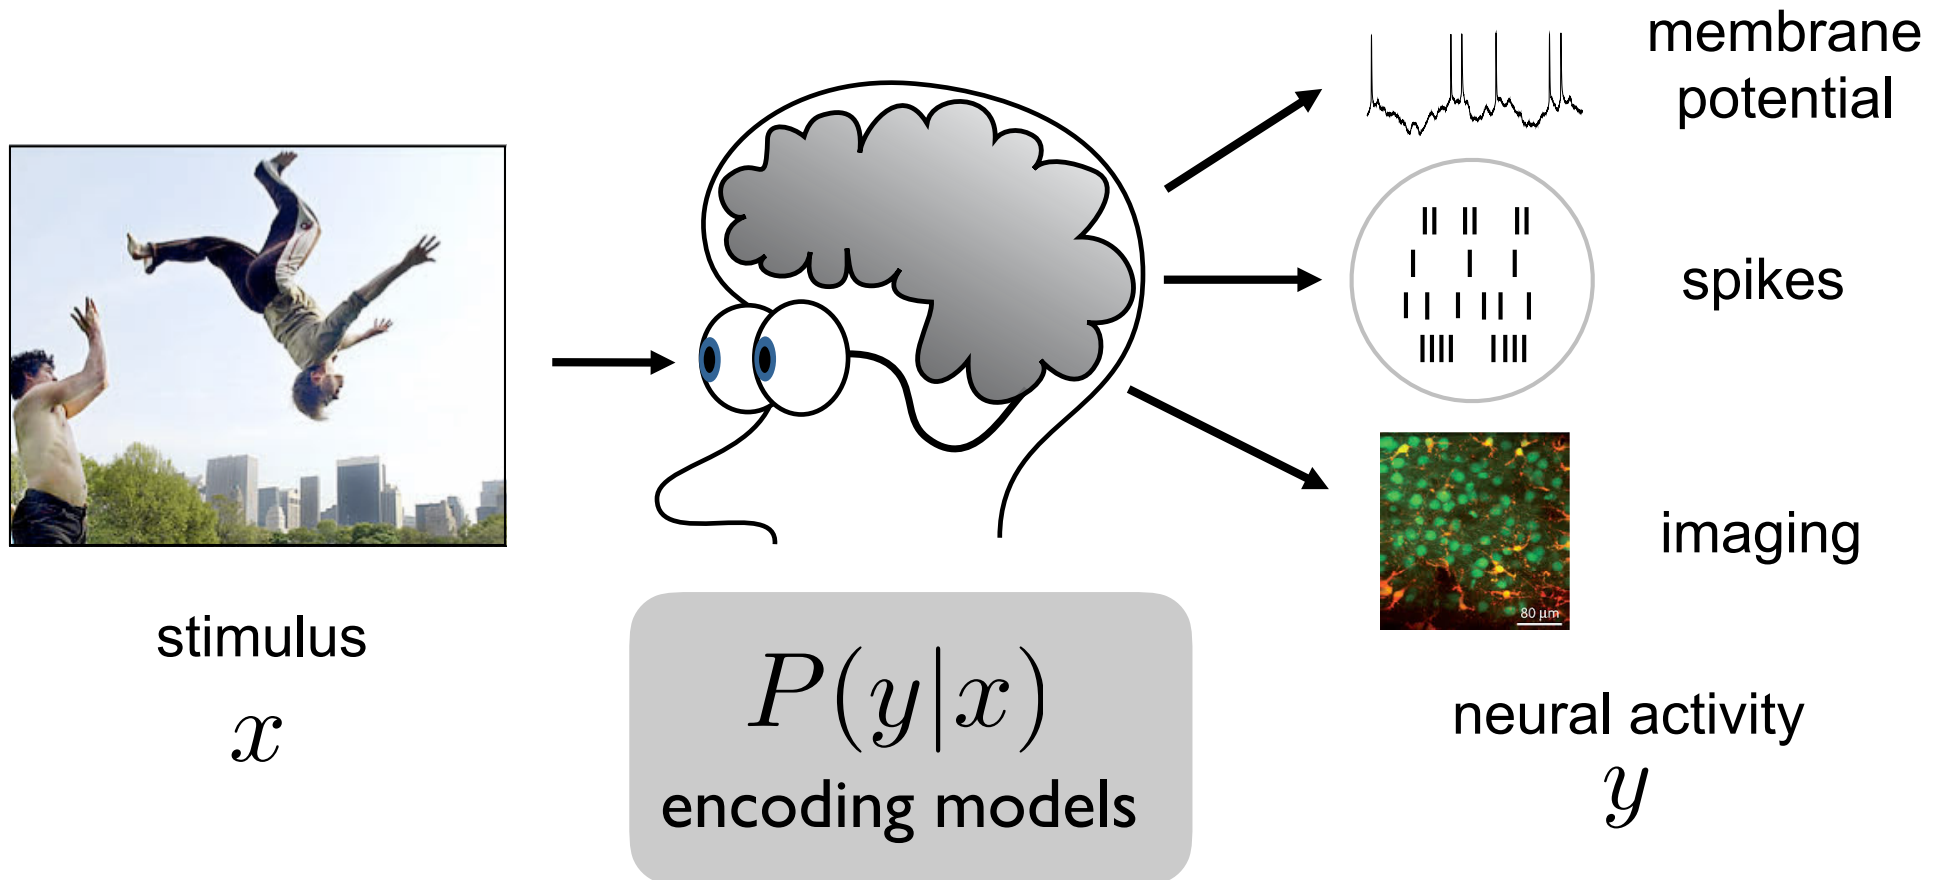 membrane
potential
spikes
80 μm
imaging
stimulus
x
P(y|x)
encoding models
neural activity
y